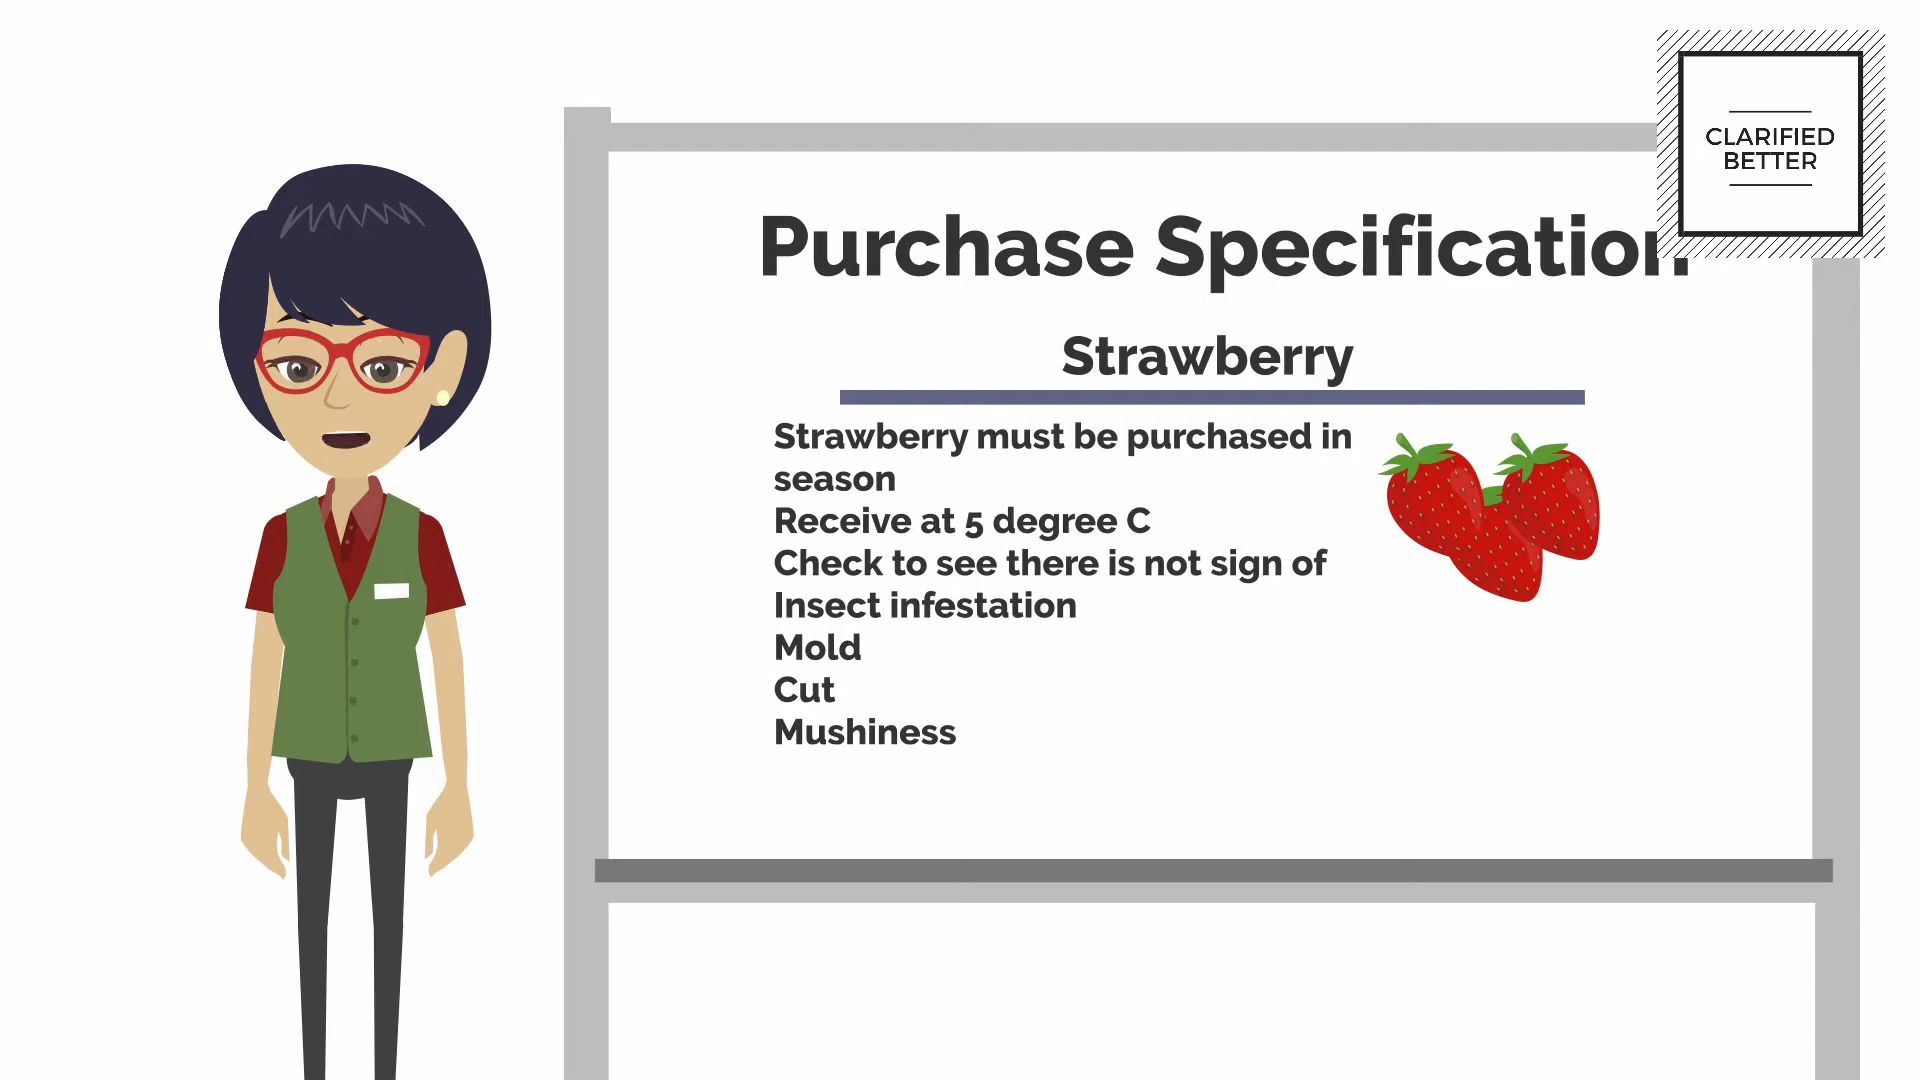 CLARIFIED
BETTER
Purchase Specification
Strawberry
Strawberry must be purchased in
season
Receive at 5 degree C
Check to see there is not sign of
Insect infestation
Mold
Cut
Mushiness